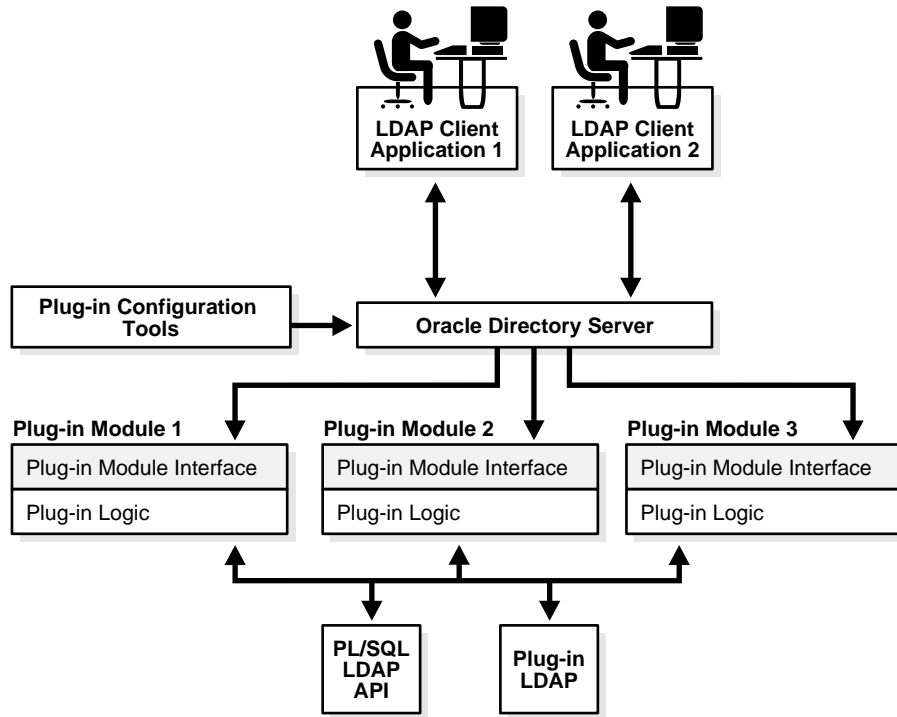 LDAP Client
Application 1
LDAP Client
Application 2
Plug-in Configuration
Tools
Oracle Directory Server
Plug-in Module 1
Plug-in Module Interface
Plug-in Logic
Plug-in Module 2
Plug-in Module Interface
Plug-in Logic
Plug-in Module 3
Plug-in Module Interface
Plug-in Logic
PL/SQL
LDAP
API
Plug-in
LDAP